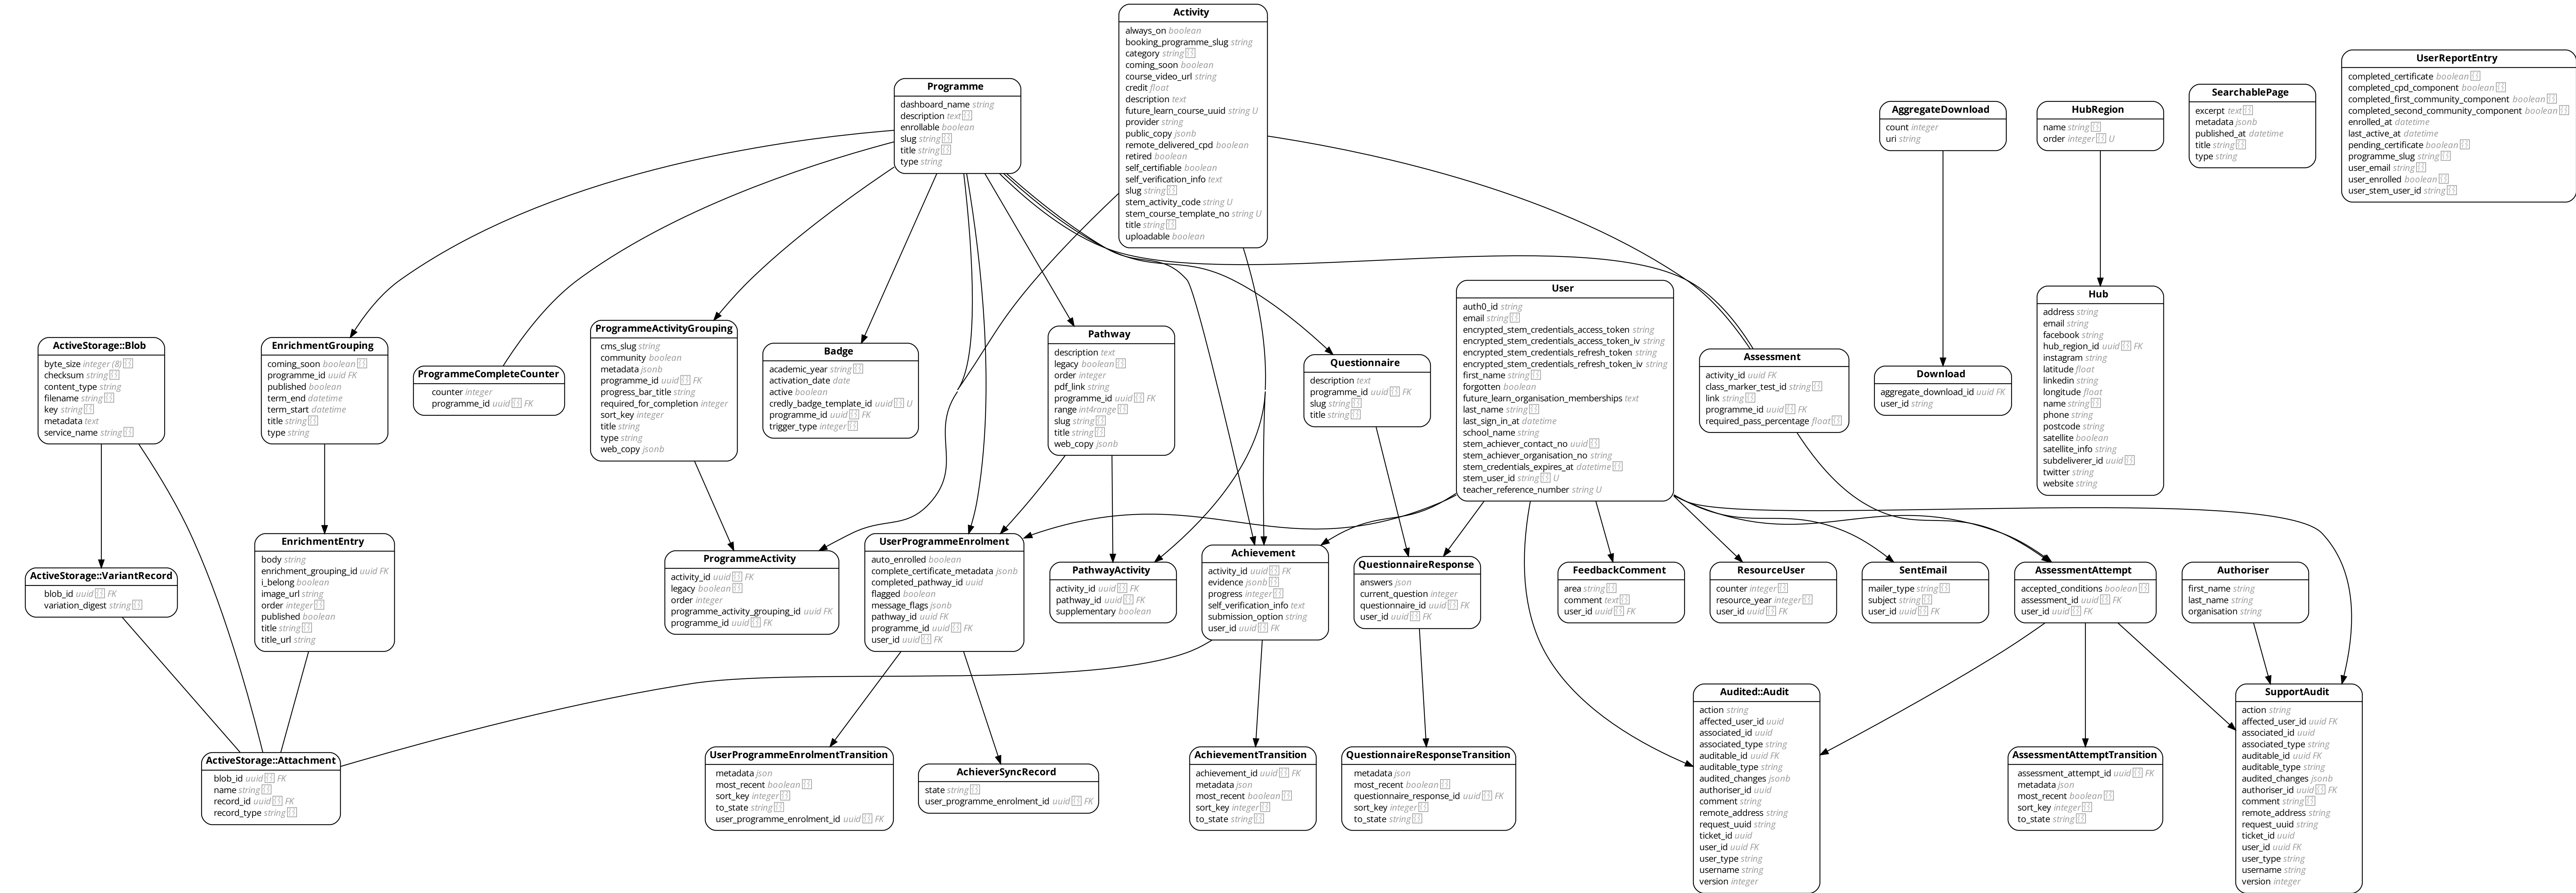 Activity
always_on boolean
booking_programme_slug string
category string
coming_soon boolean
course_video_url string
credit float
description text
future_learn_course_uuid string U
provider string
public_copy jsonb
remote_delivered_cpd boolean
retired boolean
self_certifiable boolean
self_verification_info text
slug string
stem_activity_code string U
stem_course_template_no string U
title string
uploadable boolean
Programme
dashboard_name string
description text
enrollable boolean
slug string
title string
type string
AggregateDownload
count integer
uri string
HubRegion
name string
order integer U
SearchablePage
excerpt text
metadata jsonb
published_at datetime
title string
type string
UserReportEntry
completed_certificate boolean
completed_cpd_component boolean
completed_first_community_component boolean
completed_second_community_component boolean
enrolled_at datetime
last_active_at datetime
pending_certificate boolean
programme_slug string
user_email string
user_enrolled boolean
user_stem_user_id string
ActiveStorage::Blob
byte_size integer (8)
checksum string
content_type string
filename string
key string
metadata text
service_name string
EnrichmentGrouping
coming_soon boolean
programme_id uuid FK
published boolean
term_end datetime
term_start datetime
title string
type string
ProgrammeCompleteCounter
counter integer
programme_id uuid FK
ProgrammeActivityGrouping
cms_slug string
community boolean
metadata jsonb
programme_id uuid FK
progress_bar_title string
required_for_completion integer
sort_key integer
title string
type string
web_copy jsonb
Badge
academic_year string
activation_date date
active boolean
credly_badge_template_id uuid U
programme_id uuid FK
trigger_type integer
Pathway
description text
legacy boolean
order integer
pdf_link string
programme_id uuid FK
range int4range
slug string
title string
web_copy jsonb
Questionnaire
description text
programme_id uuid FK
slug string
title string
User
auth0_id string
email string
encrypted_stem_credentials_access_token string
encrypted_stem_credentials_access_token_iv string
encrypted_stem_credentials_refresh_token string
encrypted_stem_credentials_refresh_token_iv string
first_name string
forgotten boolean
future_learn_organisation_memberships text
last_name string
last_sign_in_at datetime
school_name string
stem_achiever_contact_no uuid
stem_achiever_organisation_no string
stem_credentials_expires_at datetime
stem_user_id string U
teacher_reference_number string U
Assessment
activity_id uuid FK
class_marker_test_id string
link string
programme_id uuid FK
required_pass_percentage float
Download
aggregate_download_id uuid FK
user_id string
Hub
address string
email string
facebook string
hub_region_id uuid FK
instagram string
latitude float
linkedin string
longitude float
name string
phone string
postcode string
satellite boolean
satellite_info string
subdeliverer_id uuid
twitter string
website string
ActiveStorage::VariantRecord
blob_id uuid FK
variation_digest string
EnrichmentEntry
body string
enrichment_grouping_id uuid FK
i_belong boolean
image_url string
order integer
published boolean
title string
title_url string
ProgrammeActivity
activity_id uuid FK
legacy boolean
order integer
programme_activity_grouping_id uuid FK
programme_id uuid FK
UserProgrammeEnrolment
auto_enrolled boolean
complete_certificate_metadata jsonb
completed_pathway_id uuid
flagged boolean
message_flags jsonb
pathway_id uuid FK
programme_id uuid FK
user_id uuid FK
PathwayActivity
activity_id uuid FK
pathway_id uuid FK
supplementary boolean
Achievement
activity_id uuid FK
evidence jsonb
progress integer
self_verification_info text
submission_option string
user_id uuid FK
QuestionnaireResponse
answers json
current_question integer
questionnaire_id uuid FK
user_id uuid FK
FeedbackComment
area string
comment text
user_id uuid FK
ResourceUser
counter integer
resource_year integer
user_id uuid FK
SentEmail
mailer_type string
subject string
user_id uuid FK
AssessmentAttempt
accepted_conditions boolean
assessment_id uuid FK
user_id uuid FK
Authoriser
first_name string
last_name string
organisation string
ActiveStorage::Attachment
blob_id uuid FK
name string
record_id uuid FK
record_type string
UserProgrammeEnrolmentTransition
metadata json
most_recent boolean
sort_key integer
to_state string
user_programme_enrolment_id uuid FK
AchieverSyncRecord
state string
user_programme_enrolment_id uuid FK
AchievementTransition
achievement_id uuid FK
metadata json
most_recent boolean
sort_key integer
to_state string
QuestionnaireResponseTransition
metadata json
most_recent boolean
questionnaire_response_id uuid FK
sort_key integer
to_state string
Audited::Audit
action string
affected_user_id uuid
associated_id uuid
associated_type string
auditable_id uuid FK
auditable_type string
audited_changes jsonb
authoriser_id uuid
comment string
remote_address string
request_uuid string
ticket_id uuid
user_id uuid FK
user_type string
username string
version integer
AssessmentAttemptTransition
assessment_attempt_id uuid FK
metadata json
most_recent boolean
sort_key integer
to_state string
SupportAudit
action string
affected_user_id uuid FK
associated_id uuid
associated_type string
auditable_id uuid FK
auditable_type string
audited_changes jsonb
authoriser_id uuid FK
comment string
remote_address string
request_uuid string
ticket_id uuid
user_id uuid FK
user_type string
username string
version integer